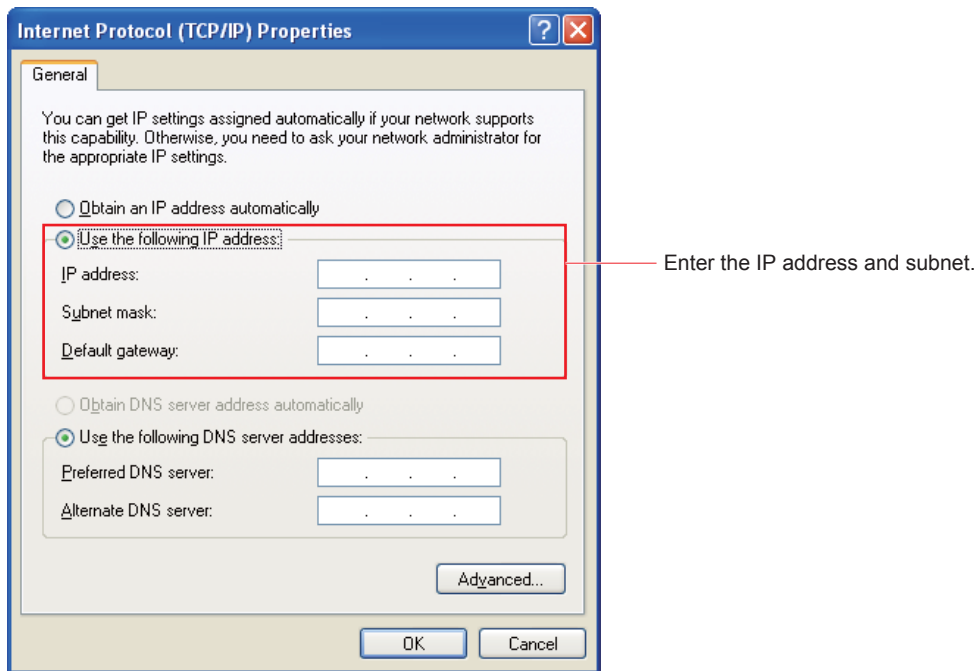 Internet Protocol (TCP/IP) Properties
General
You can get IP settings assigned automatically if your network supports
this capability. Otherwise, you need to ask your network administrator for
the appropriate IP settings.
Obtain an IP address automatically
Use the following IP address:
IP address:
Enter the IP address and subnet.
Subnet mask:
Default gateway:
Obtain DNS server address automatically
Use the following DNS server addresses:
Preferred DNS server:
Alternate DNS server:
Advanced...
OK
Cancel